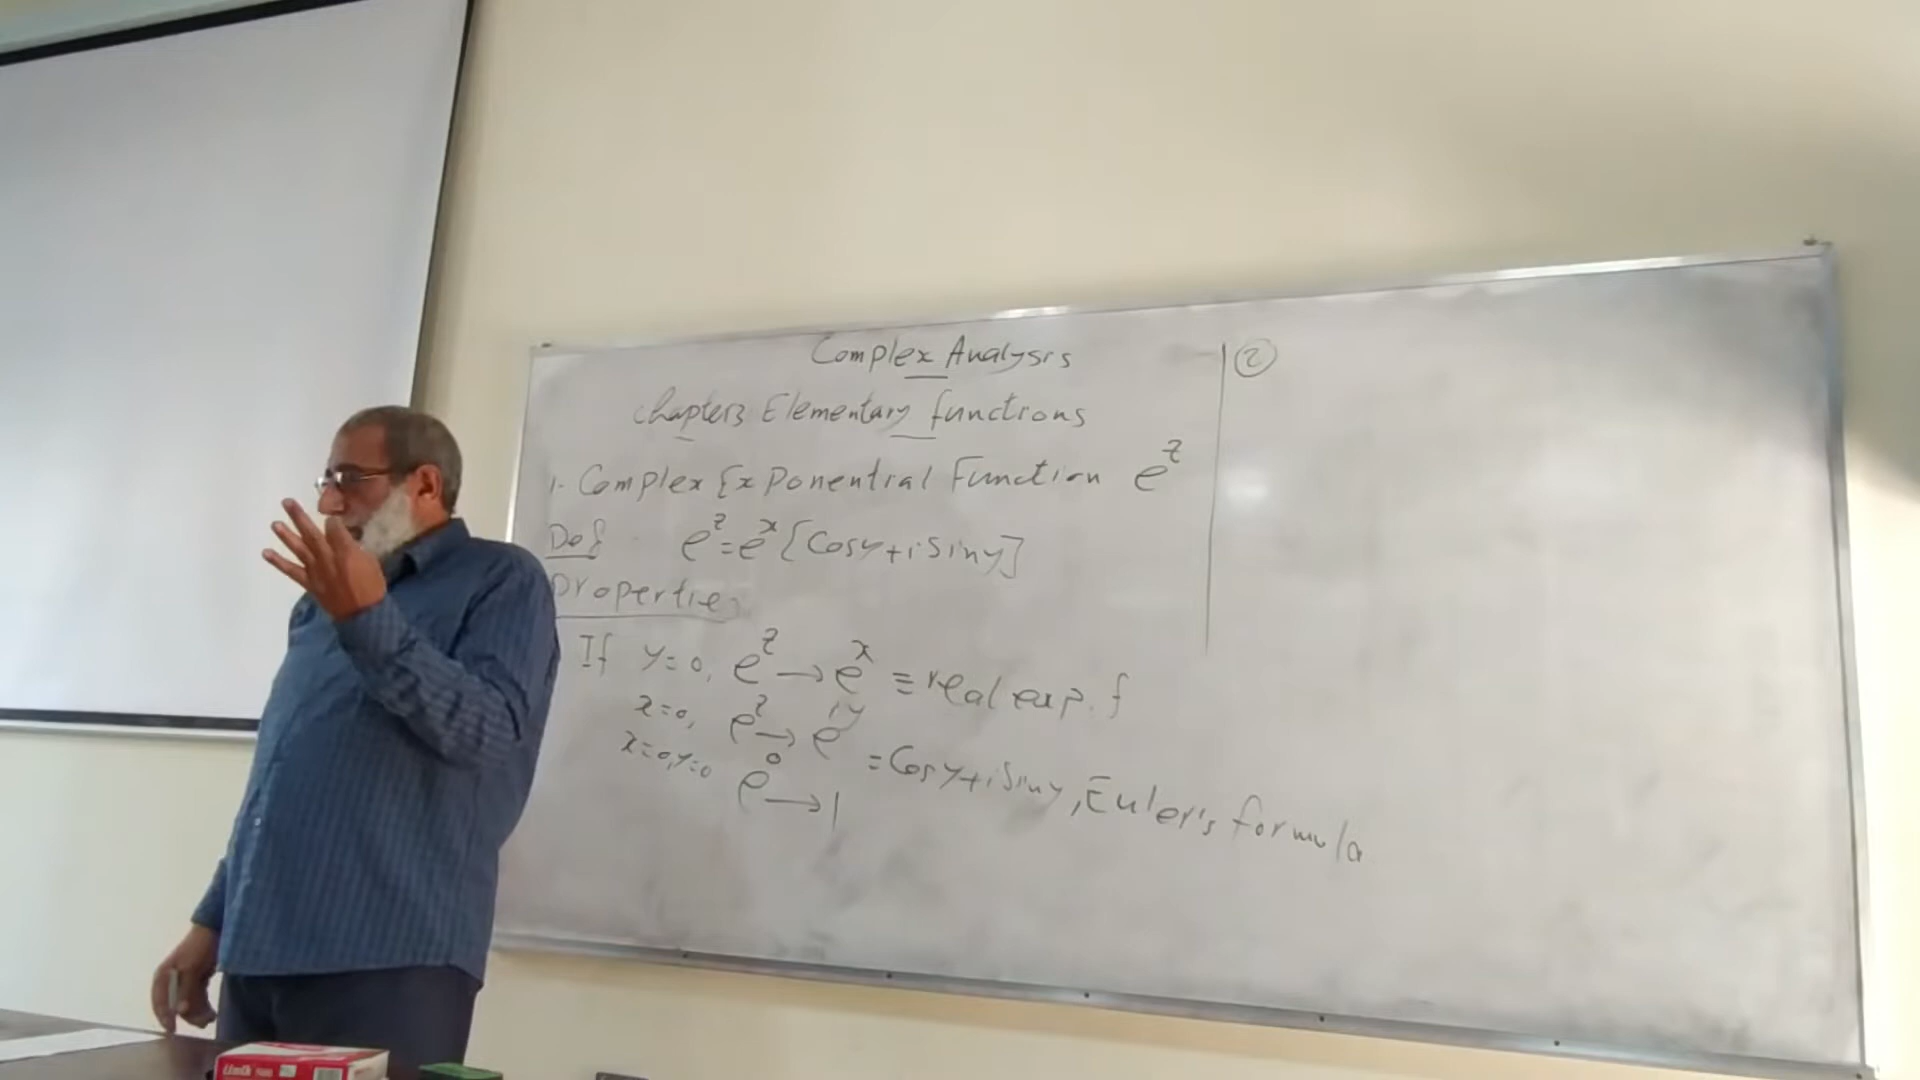 Complex Analysis
Chapter3 Elementary functions
1- Complex Exponential Function e^z
Def e^z = e^x [Cosy + i Siny]
Properties
If y=0, e^z → e^x ≡ real exp. f
x=0, e^z → e^iy = Cosy + i Siny, Euler's formula
x=0, y=0 e^0 → 1
②